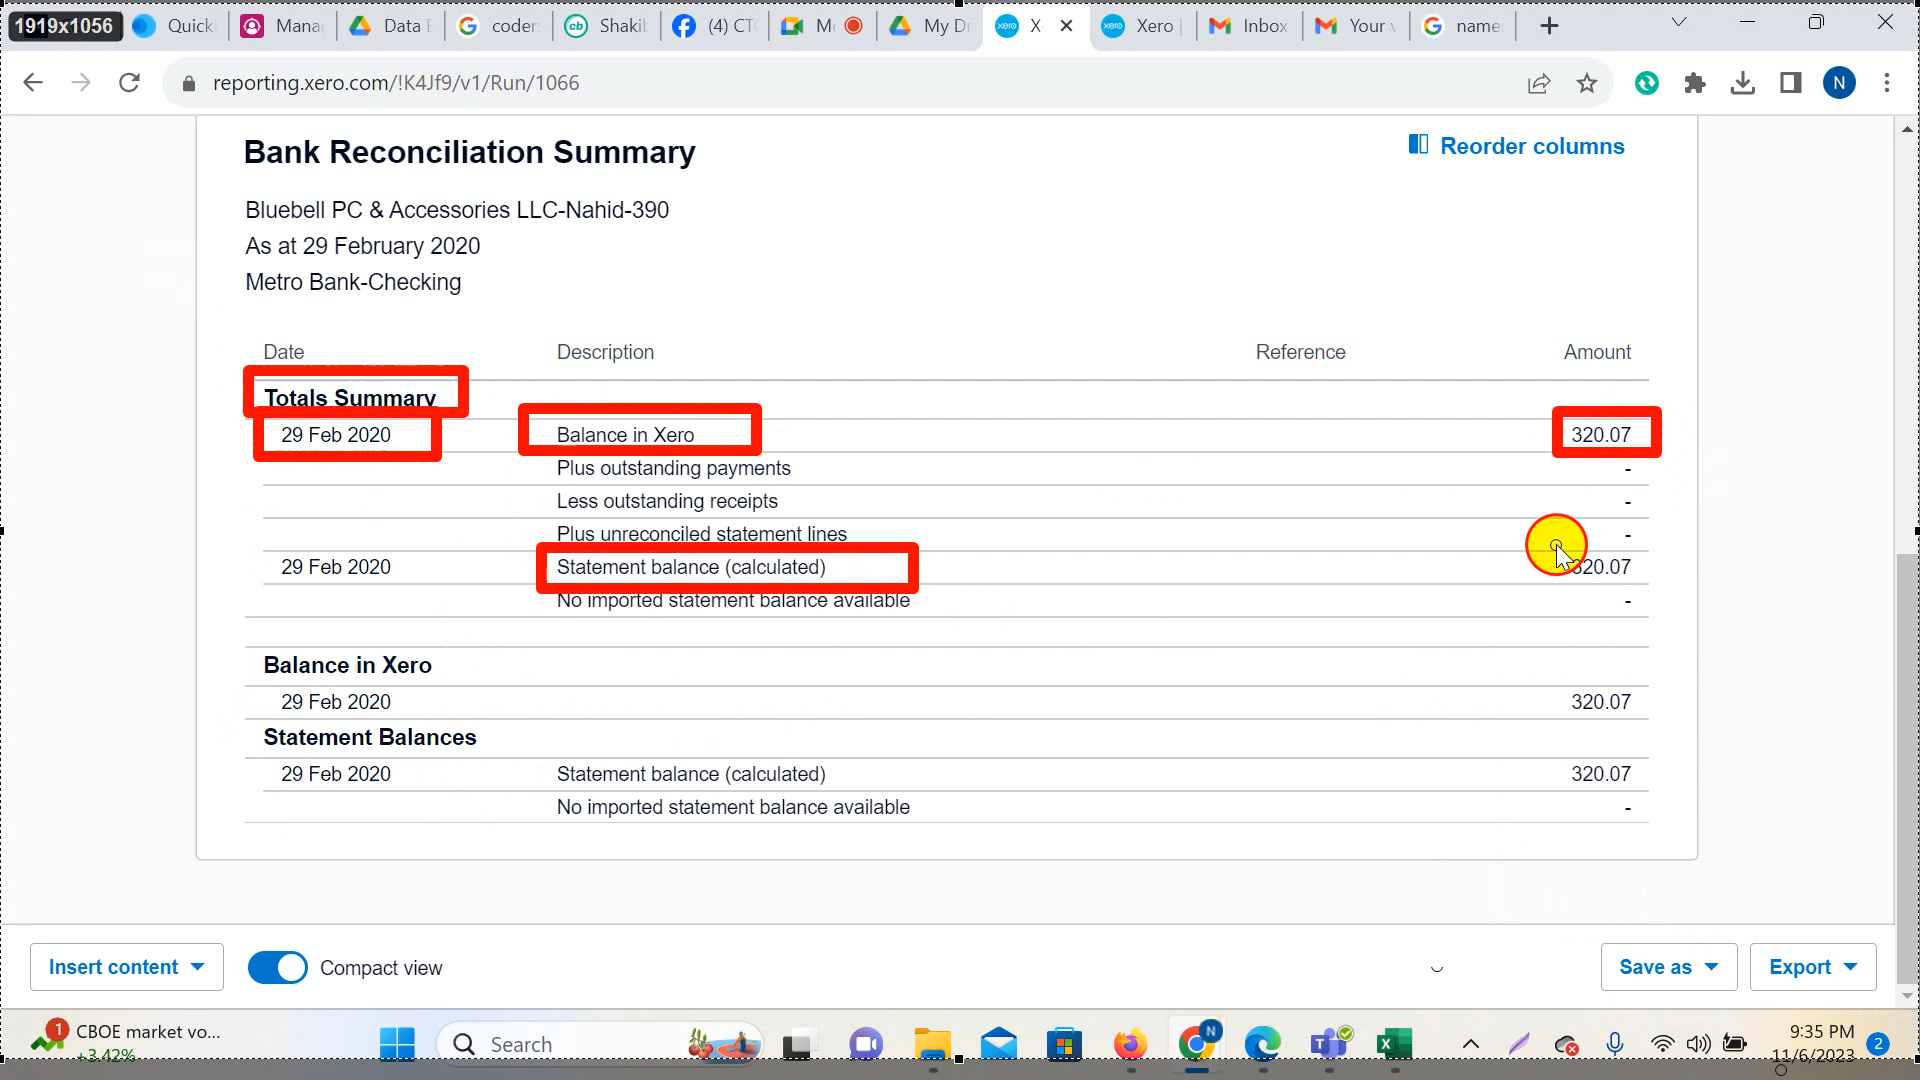 1919x1056
Quick
Mana
Data
coder
Shaki
(4) CT
M
My D
X
Xero
Inbox
Your
name
reporting.xero.com/!K4Jf9/v1/Run/1066
N
Bank Reconciliation Summary
Reorder columns
Bluebell PC & Accessories LLC-Nahid-390
As at 29 February 2020
Metro Bank-Checking
Date Description Reference Amount
Totals Summary
29 Feb 2020 Balance in Xero 320.07
Plus outstanding payments -
Less outstanding receipts -
Plus unreconciled statement lines -
29 Feb 2020 Statement balance (calculated) 320.07
No imported statement balance available -
Balance in Xero
29 Feb 2020 320.07
Statement Balances
29 Feb 2020 Statement balance (calculated) 320.07
No imported statement balance available -
Insert content
Compact view
Save as
Export
1
CBOE market vo...
+3.42%
Search
N
9:35 PM
11/6/2023
2